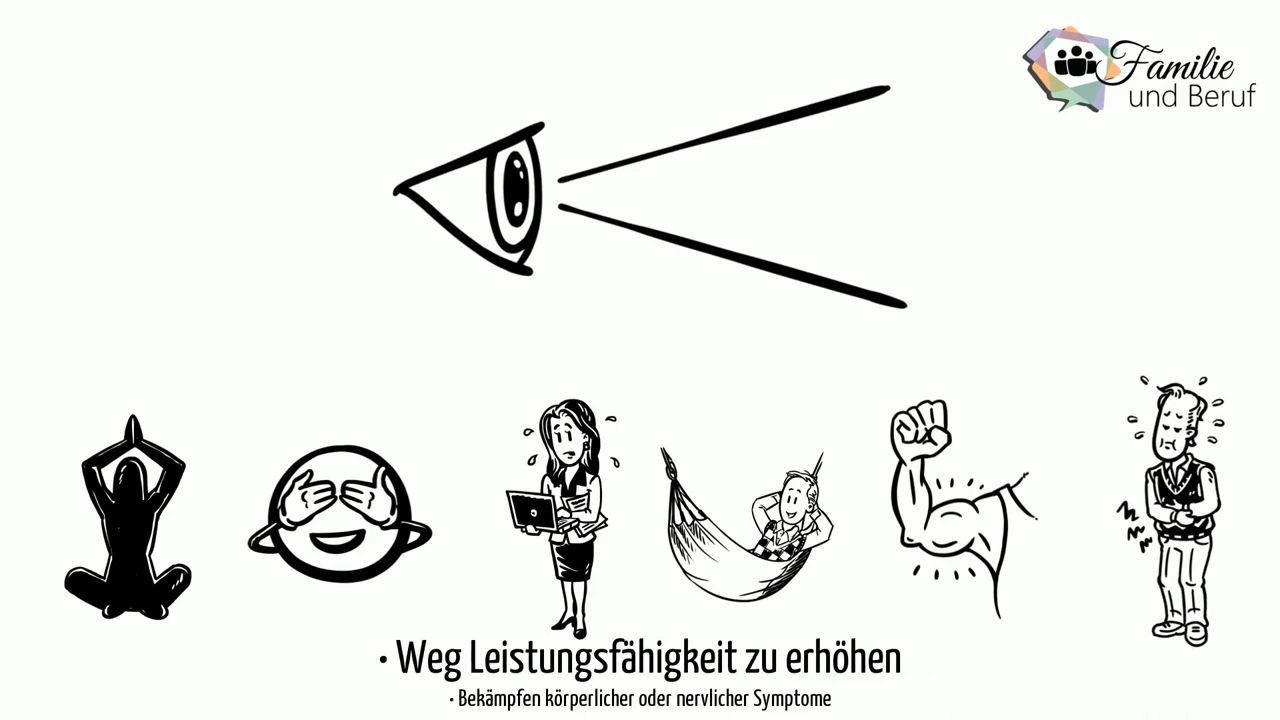 Familie
und Beruf
• Weg Leistungsfähigkeit zu erhöhen
• Bekämpfen körperlicher oder nervlicher Symptome